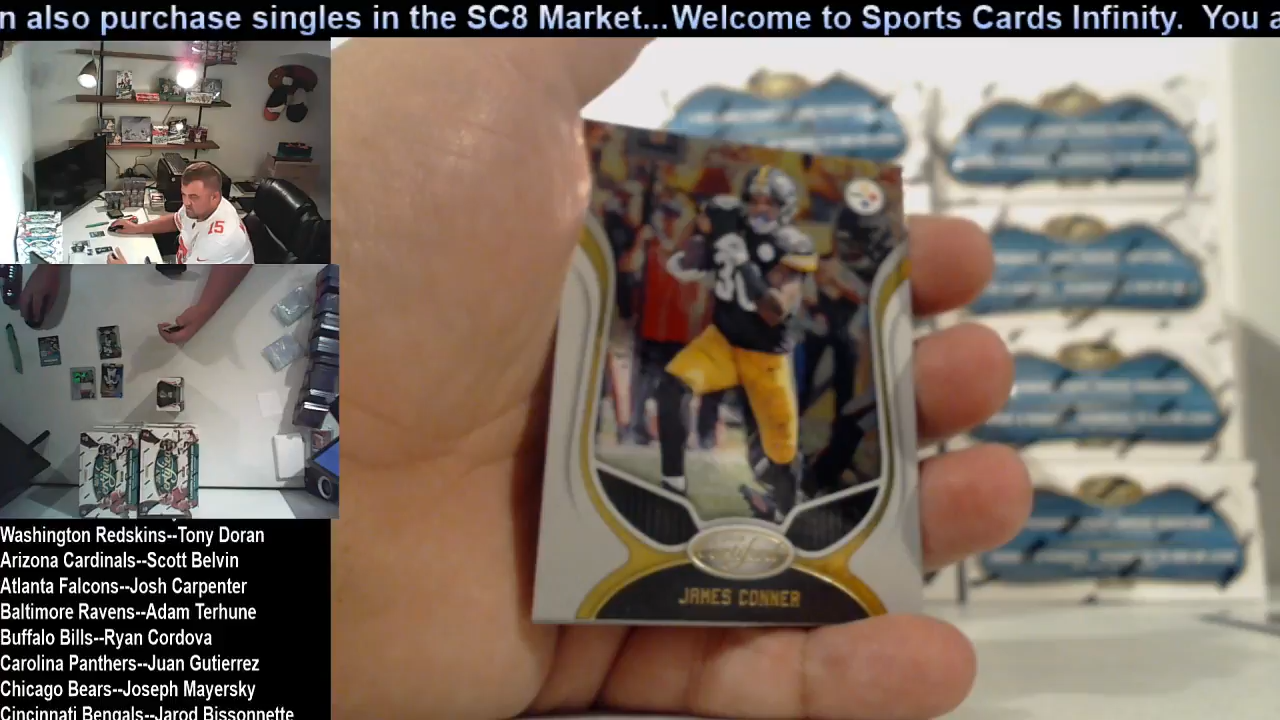 n also purchase singles in the SC8 Market...Welcome to Sports Cards Infinity. You a
15
30
JAMES CONNER
Washington Redskins--Tony Doran
Arizona Cardinals--Scott Belvin
Atlanta Falcons--Josh Carpenter
Baltimore Ravens--Adam Terhune
Buffalo Bills--Ryan Cordova
Carolina Panthers--Juan Gutierrez
Chicago Bears--Joseph Mayersky
Cincinnati Bengals--Jarod Bissonnette